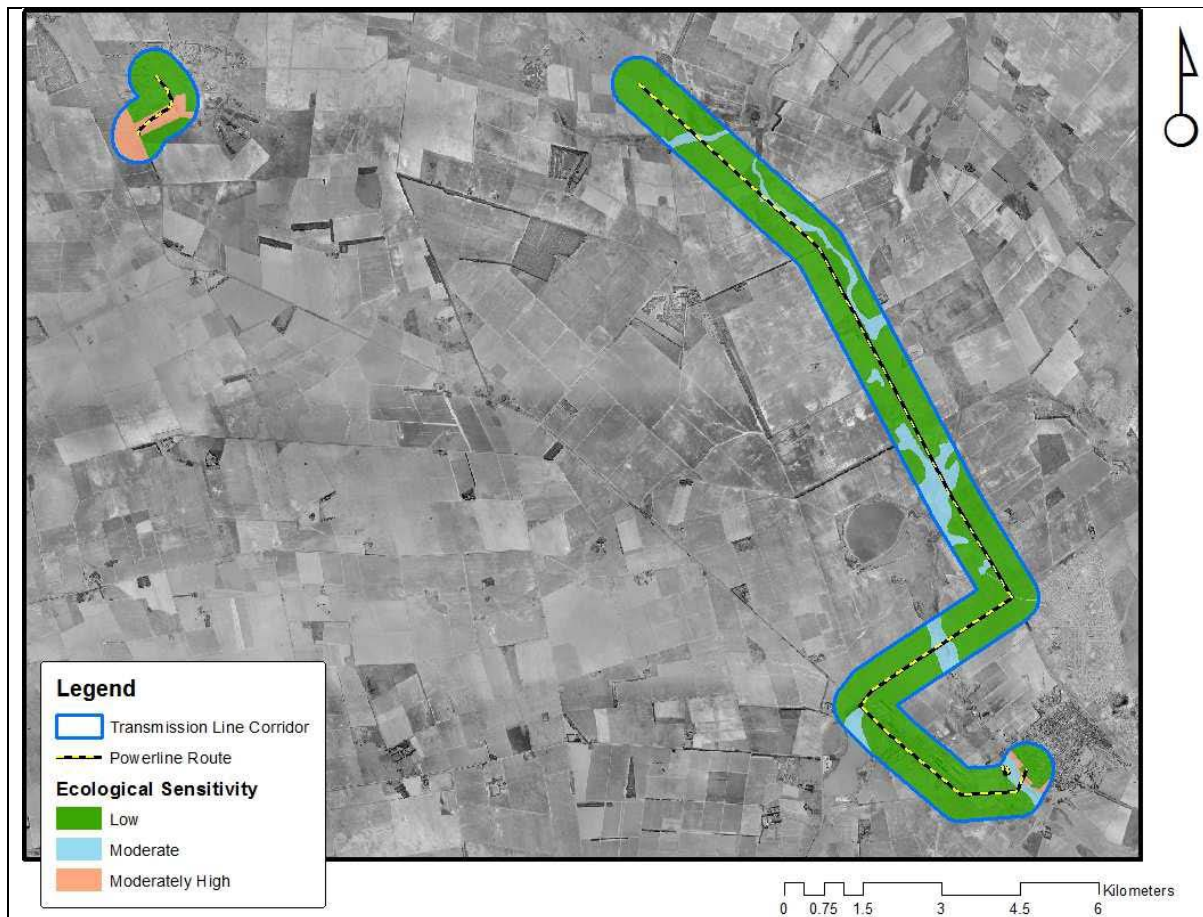 Legend
Transmission Line Corridor
Powerline Route
Ecological Sensitivity
Low
Moderate
Moderately High
Kilometers
0 0.75 1.5 3 4.5 6